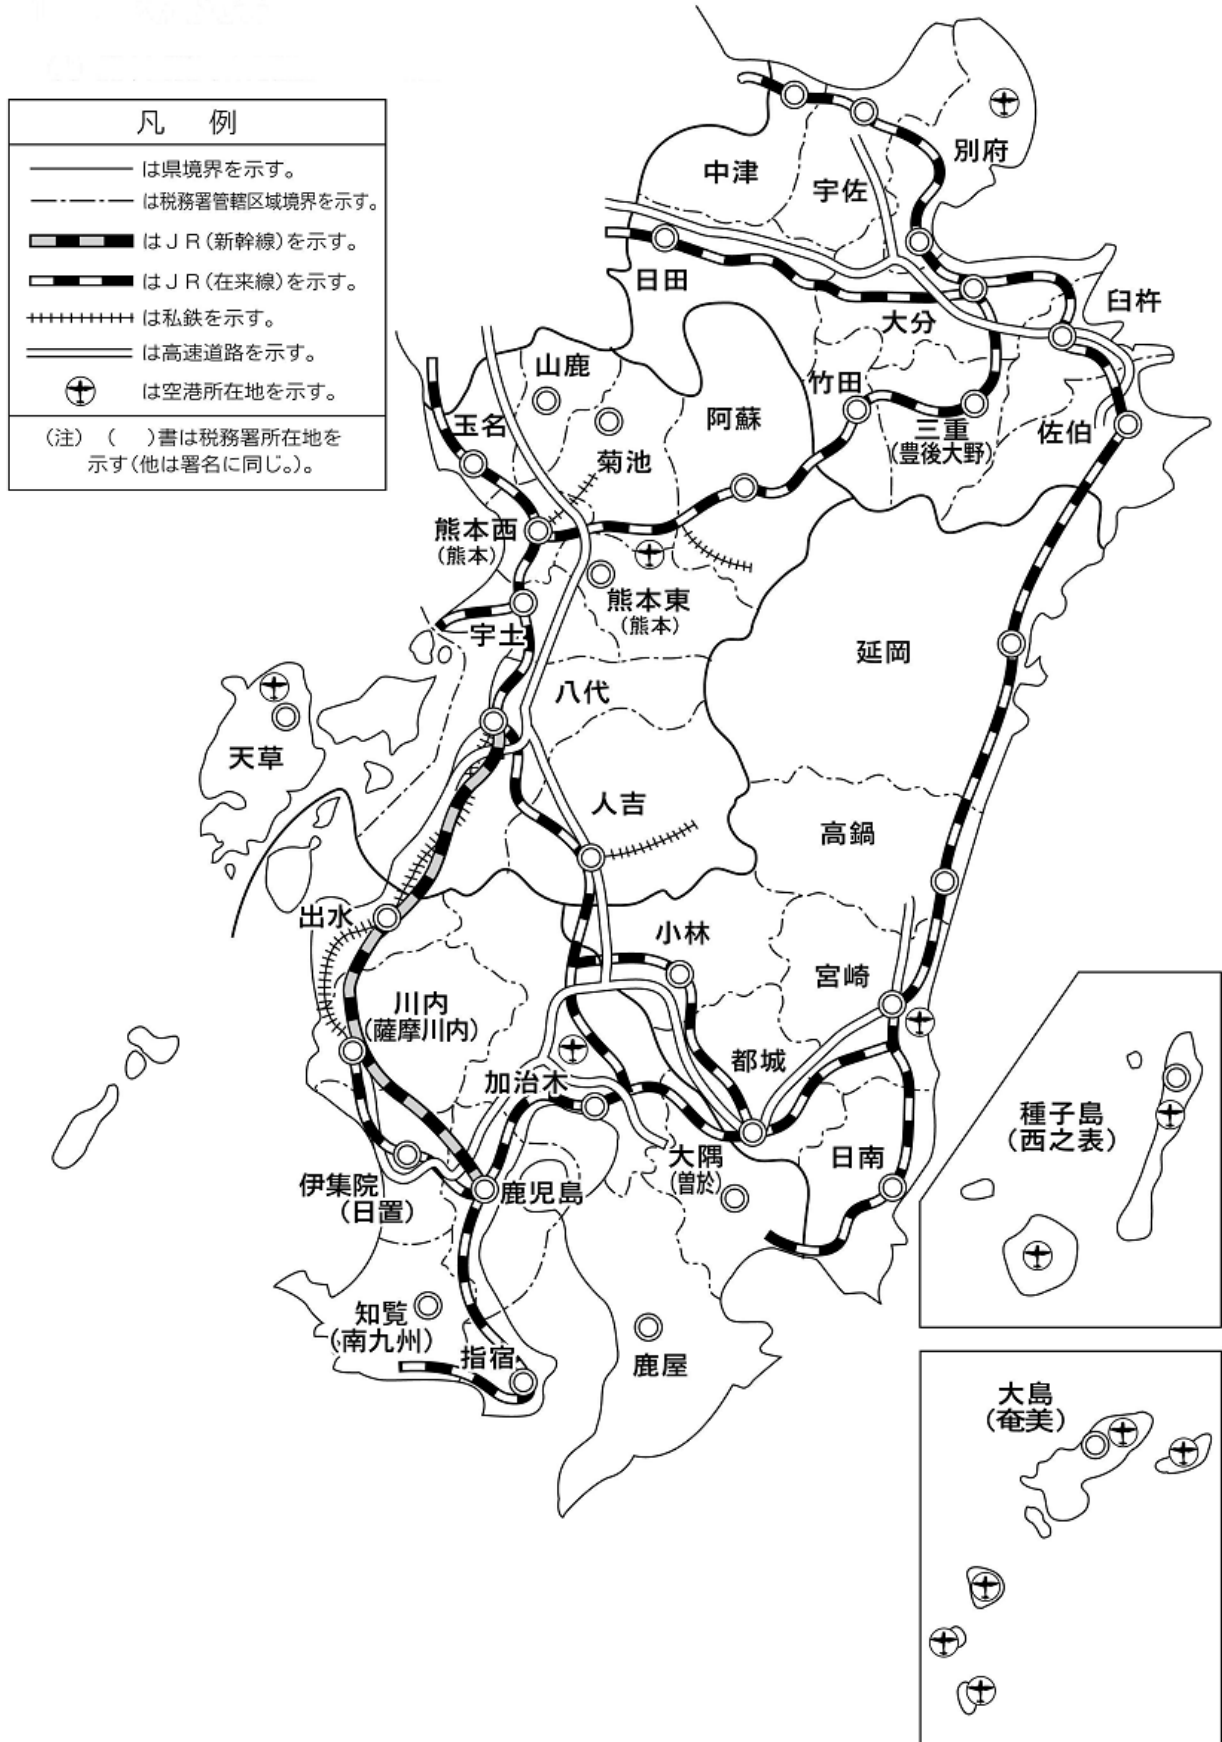 凡 例
は県境界を示す。
は税務署管轄区域境界を示す。
はＪＲ(新幹線)を示す。
はＪＲ(在来線)を示す。
は私鉄を示す。
は高速道路を示す。
は空港所在地を示す。
(注) ( )書は税務署所在地を
示す(他は署名に同じ。)。
別府
中津
宇佐
日田
臼杵
大分
山鹿
竹田
阿蘇
玉名
三重
(豊後大野)
佐伯
菊池
熊本西
(熊本)
熊本東
(熊本)
宇土
延岡
八代
天草
人吉
高鍋
出水
小林
宮崎
川内
(薩摩川内)
都城
加治木
種子島
(西之表)
大隅
(曽於)
日南
伊集院
(日置)
鹿児島
知覧
(南九州)
指宿
鹿屋
大島
(奄美)